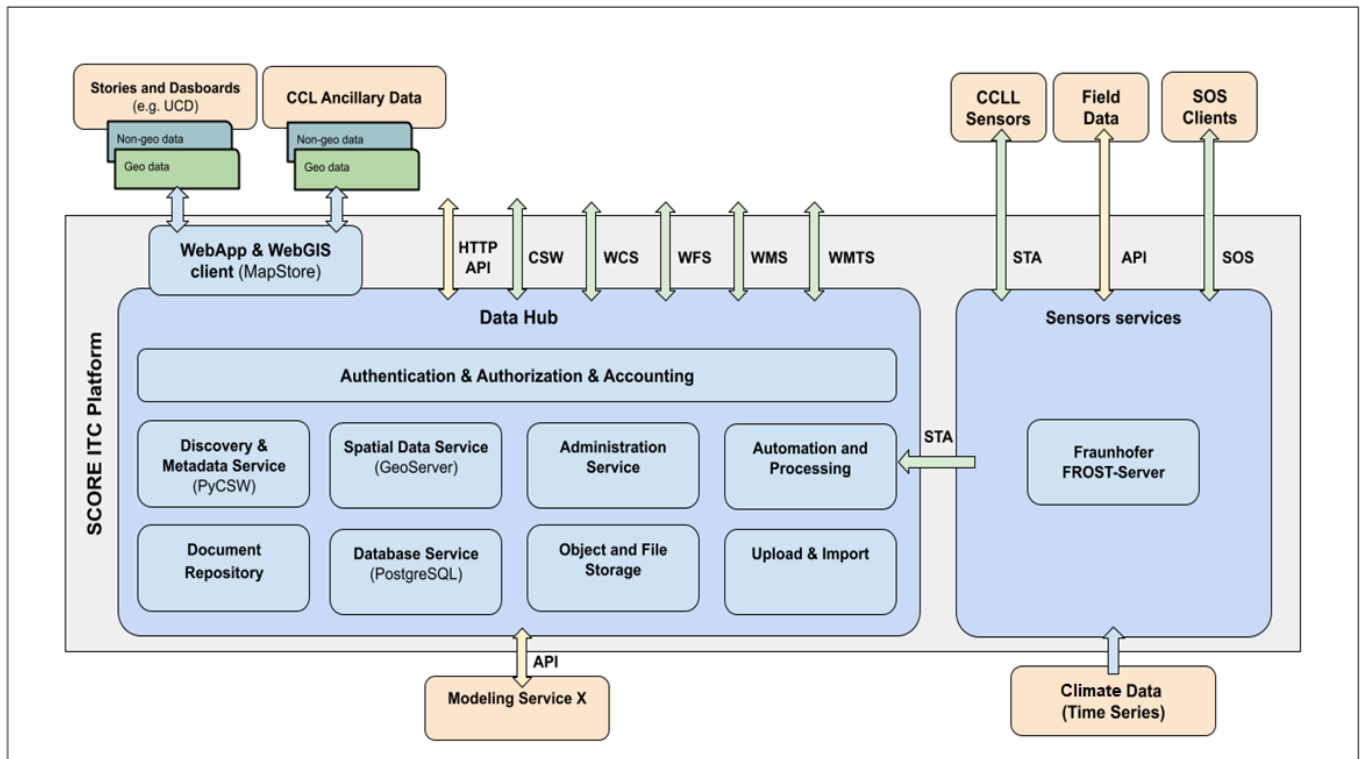 Stories and Dasboards
(e.g. UCD)
Non-geo data
Geo data
CCL Ancillary Data
Non-geo data
Geo data
CCLL
Sensors
Field
Data
SOS
Clients
WebApp & WebGIS
client (MapStore)
HTTP
API
CSW
WCS
WFS
WMS
WMTS
STA
API
SOS
SCORE ITC Platform
Data Hub
Authentication & Authorization & Accounting
Discovery &
Metadata Service
(PyCSW)
Spatial Data Service
(GeoServer)
Administration
Service
Automation and
Processing
Document
Repository
Database Service
(PostgreSQL)
Object and File
Storage
Upload & Import
STA
Sensors services
Fraunhofer
FROST-Server
API
Modeling Service X
Climate Data
(Time Series)